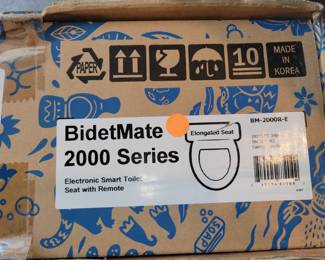 PAPER
10
MADE
IN
KOREA
BidetMate
2000 Series
Electronic Smart Toilet
Seat with Remote
Elongated Seat
BM-2000R-E
SOAP